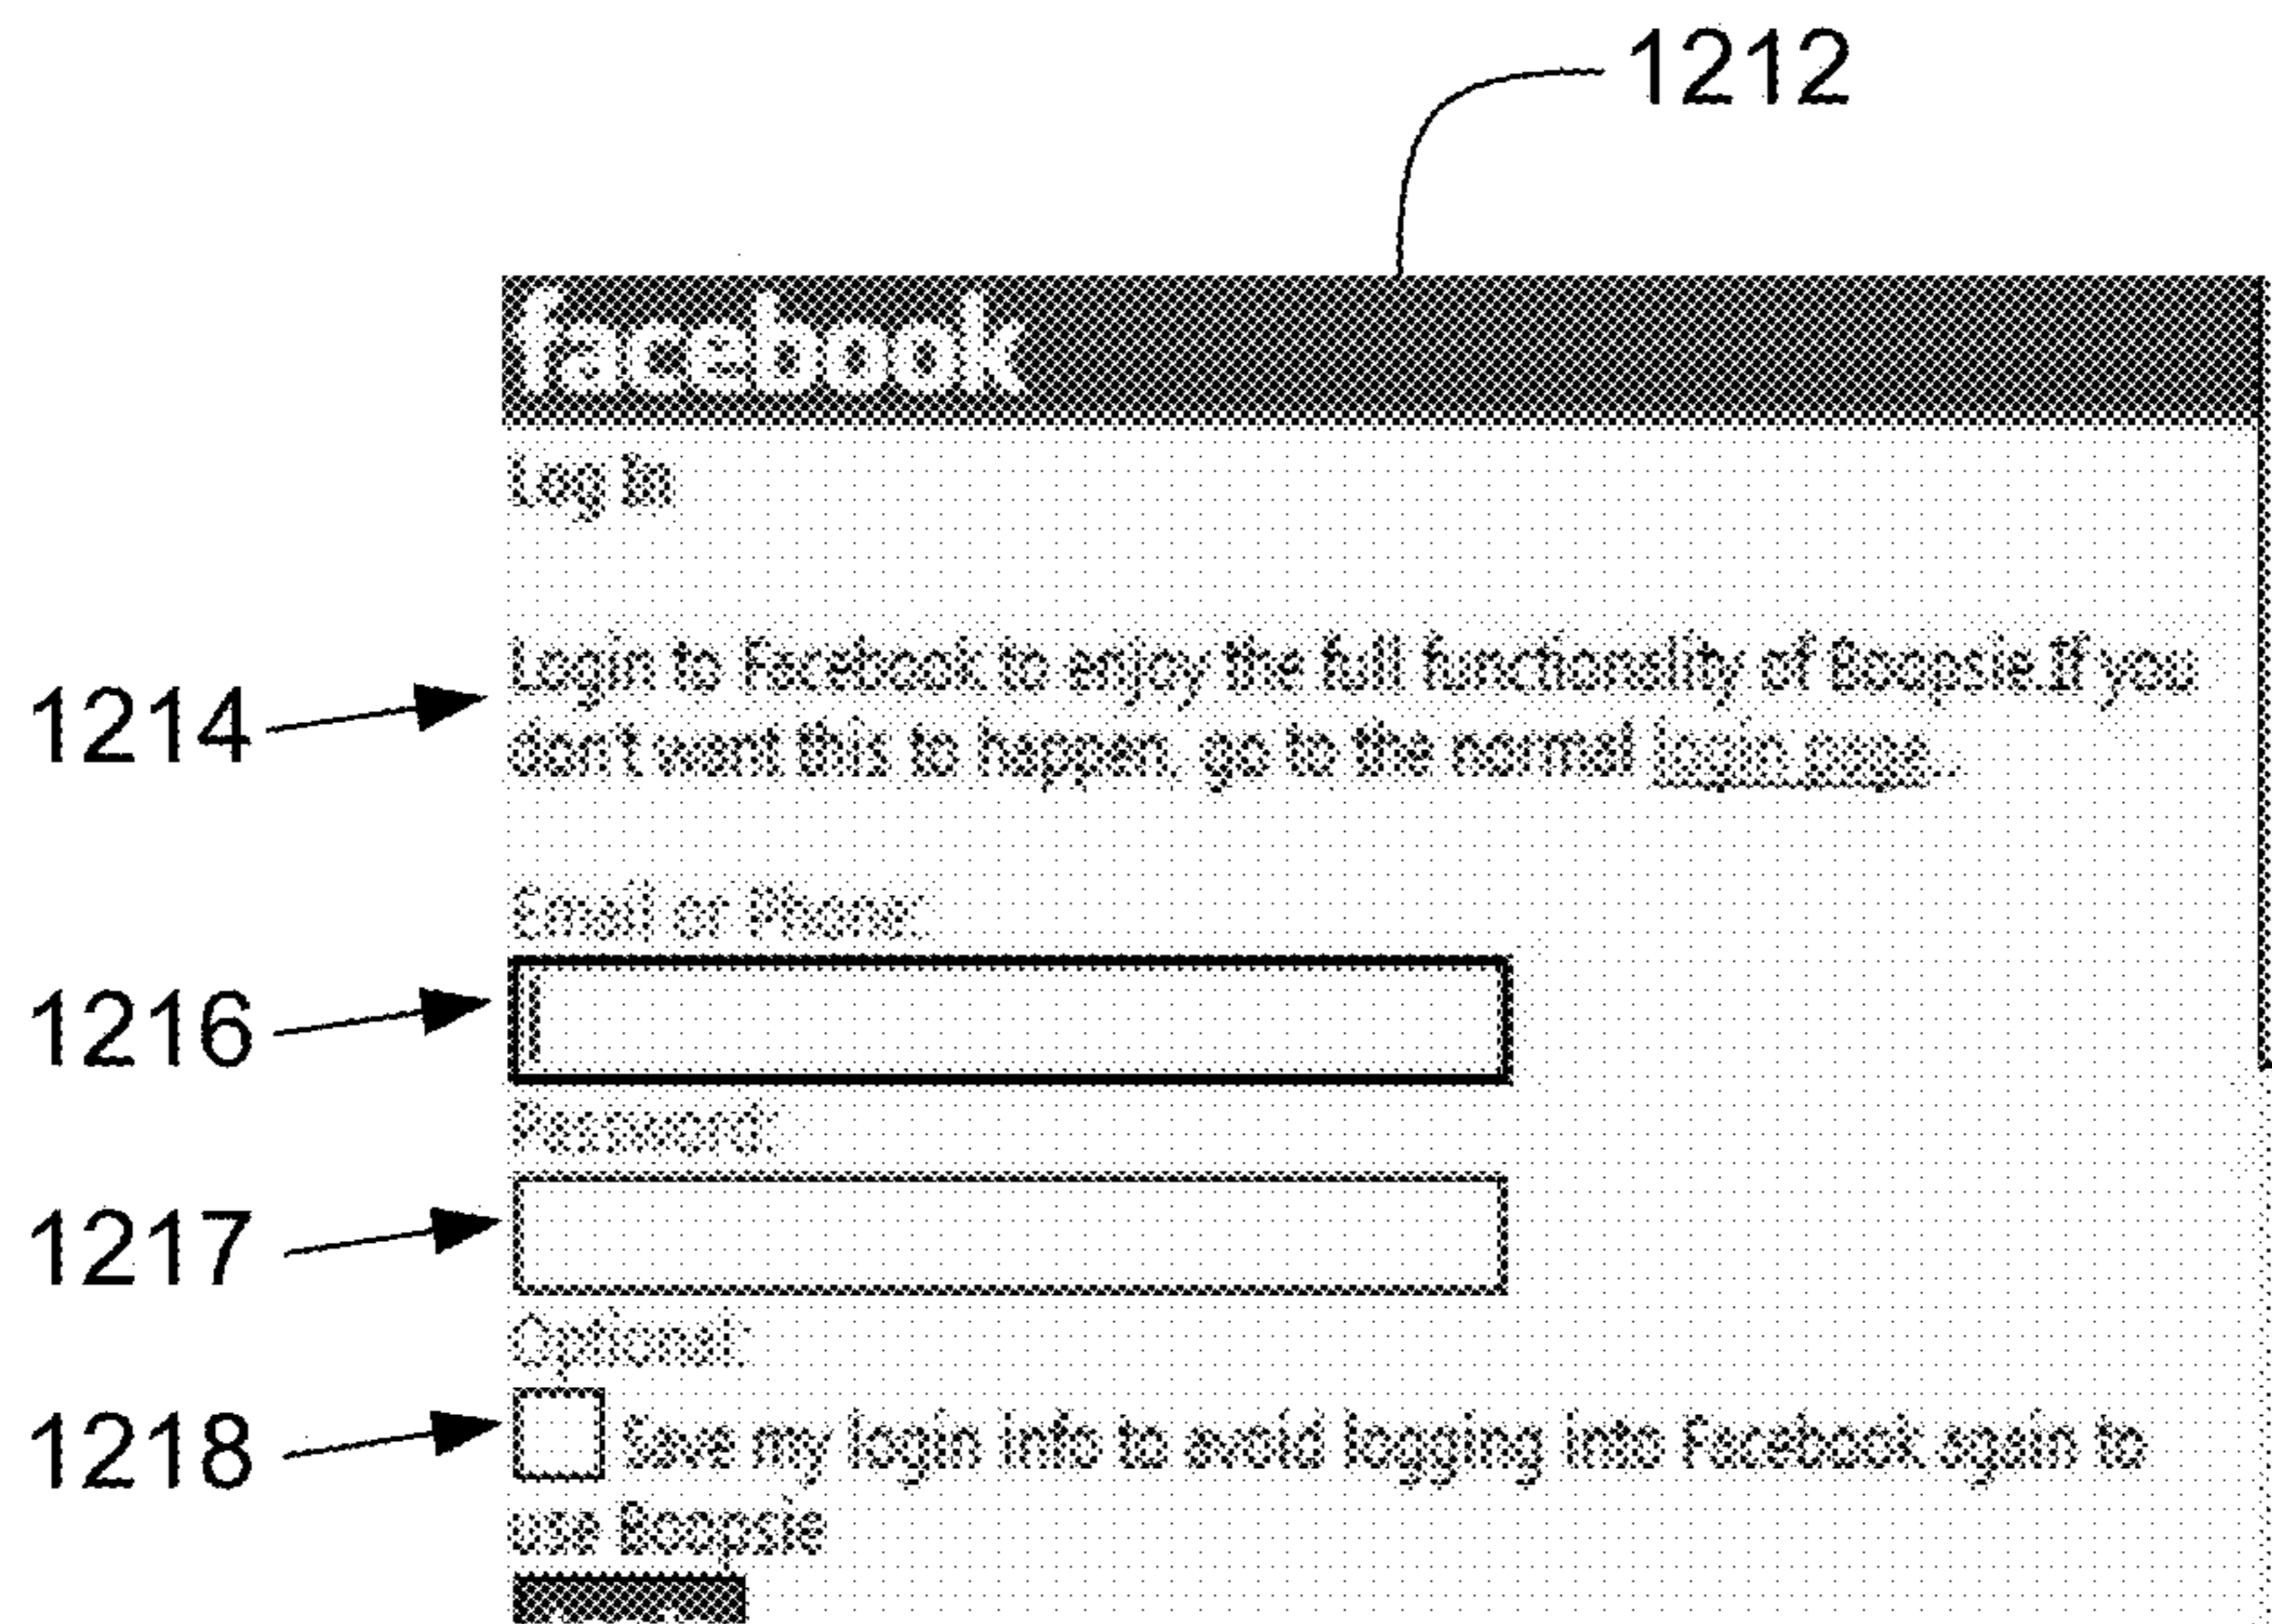 1212
facebook
Log In
1214
Login to Facebook to enjoy the full functionality of Boopsie.If you
don't want this to happen, go to the normal login page.
Email or Phone:
1216
Password:
1217
Optional:
1218
Save my login info to avoid logging into Facebook again to
use Boopsie